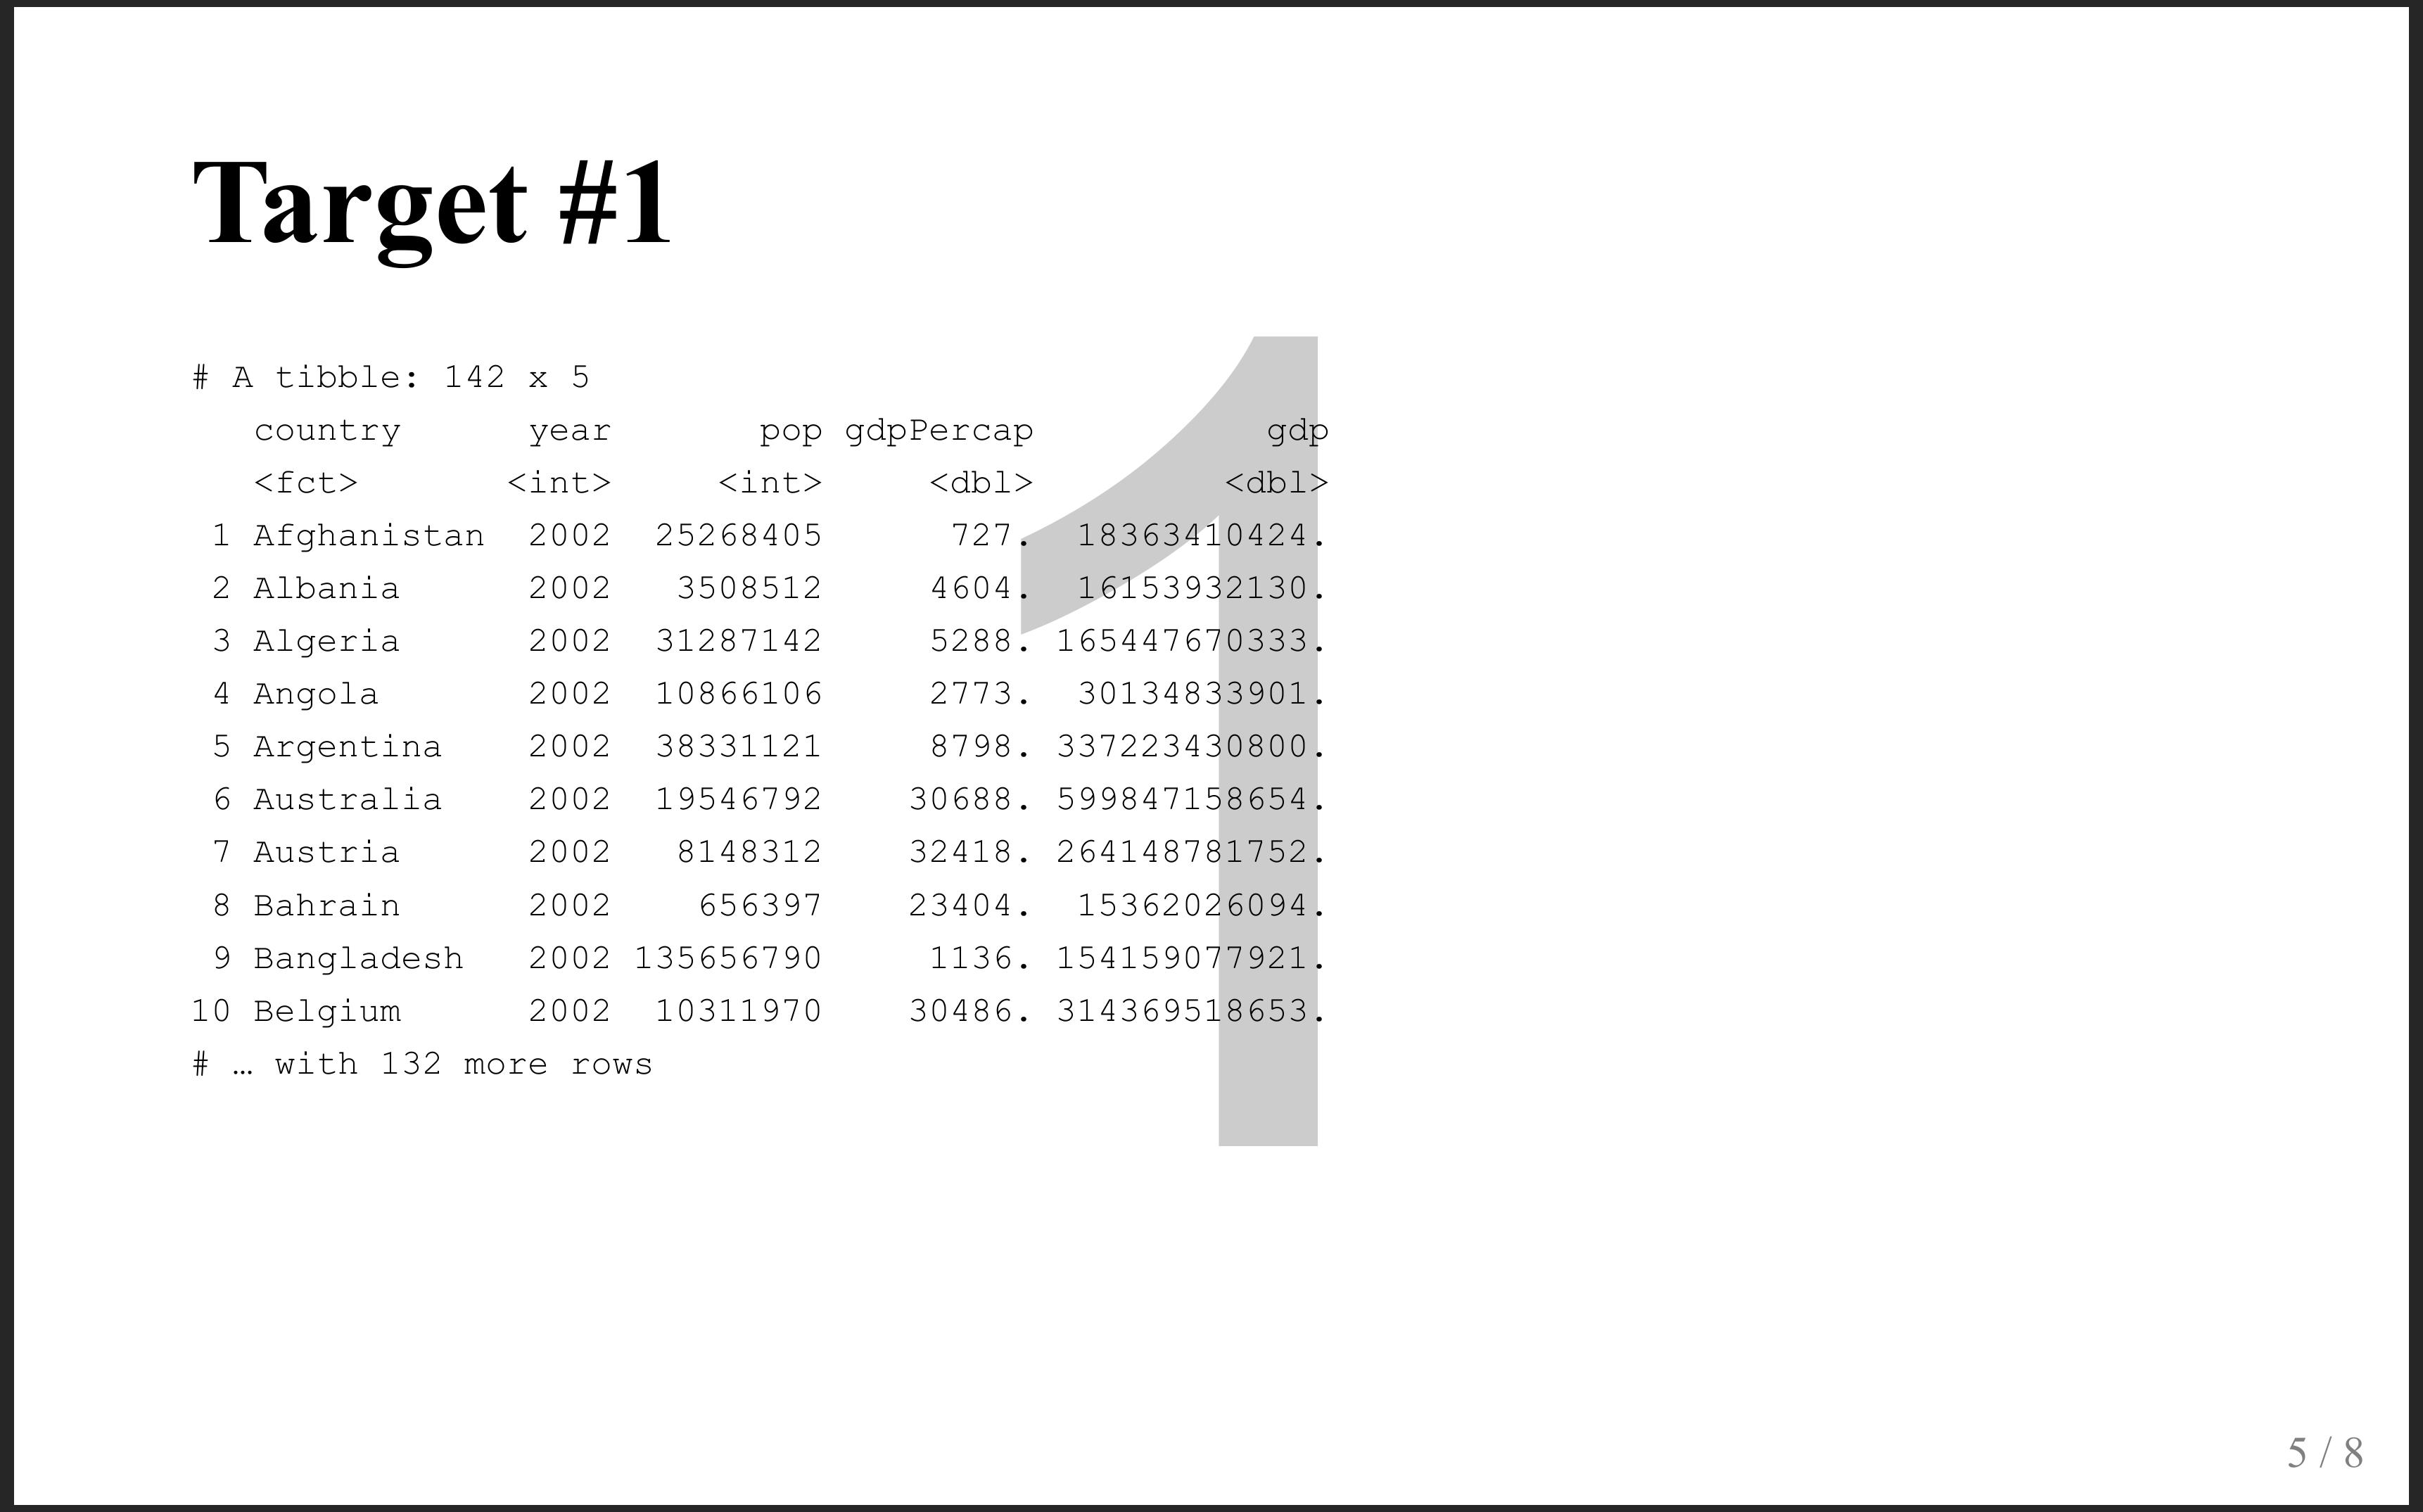 Target #1
1
# A tibble: 142 x 5
   country      year       pop gdpPercap           gdp
   <fct>       <int>     <int>     <dbl>         <dbl>
 1 Afghanistan  2002  25268405      727.  18363410424.
 2 Albania      2002   3508512     4604.  16153932130.
 3 Algeria      2002  31287142     5288. 165447670333.
 4 Angola       2002  10866106     2773.  30134833901.
 5 Argentina    2002  38331121     8798. 337223430800.
 6 Australia    2002  19546792    30688. 599847158654.
 7 Austria      2002   8148312    32418. 264148781752.
 8 Bahrain      2002    656397    23404.  15362026094.
 9 Bangladesh   2002 135656790     1136. 154159077921.
10 Belgium      2002  10311970    30486. 314369518653.
# … with 132 more rows
5 / 8